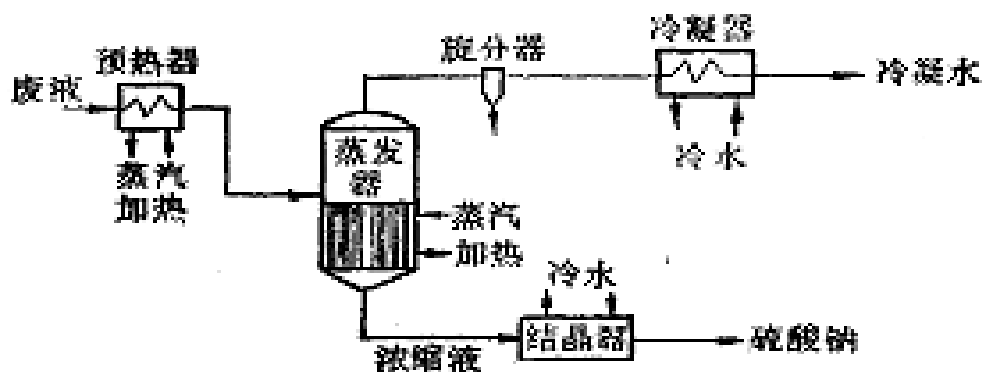 预热器
废液
蒸汽
加热
旋分器
冷凝器
冷凝水
冷水
蒸发
器
蒸汽
加热
冷水
结晶器
浓缩液
硫酸钠